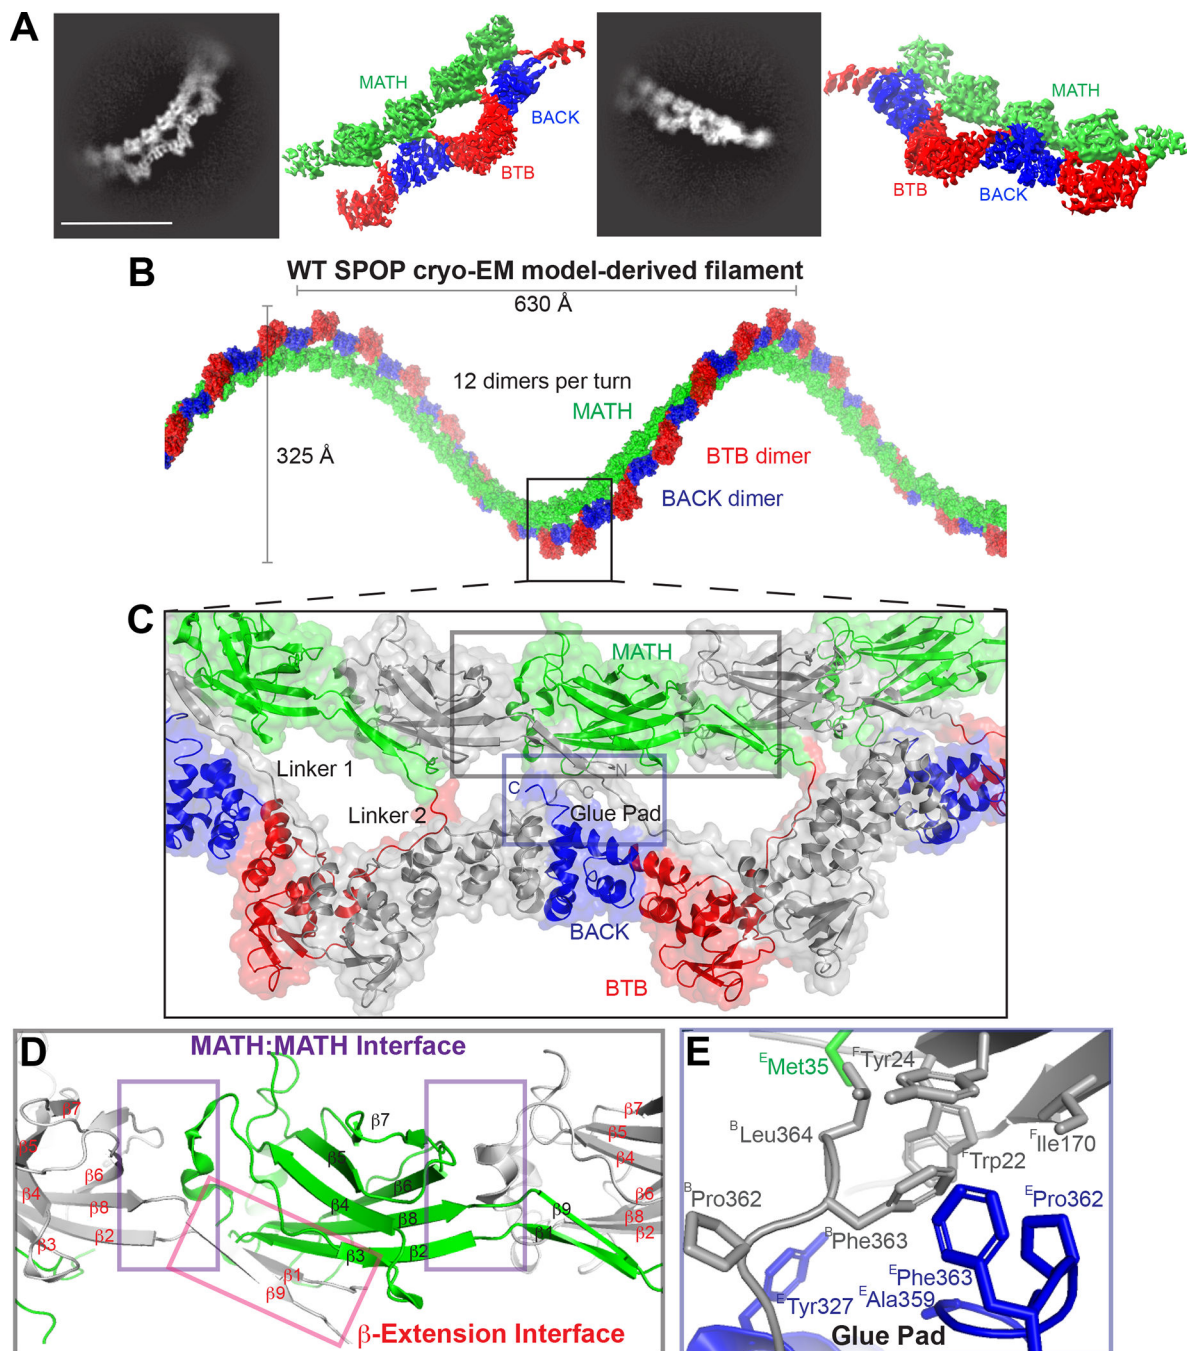 A
MATH
BACK
BTB
MATH
BTB
BACK
B
WT SPOP cryo-EM model-derived filament
630 Å
12 dimers per turn
MATH
325 Å
BTB dimer
BACK dimer
C
MATH
Linker 1
N
C
C
Linker 2
Glue Pad
BACK
BTB
D
MATH:MATH Interface
β7
β5
β6
β4
β8
β2
β3
β7
β5
β6
β4
β8
β3
β2
β1
β9
β9
β1
β7
β5
β4
β6
β8
β2
β-Extension Interface
E
EMet35
FTyr24
BLeu364
FIle170
FTrp22
BPro362
EPro362
BPhe363
EPhe363
ETyr327
EAla359
Glue Pad